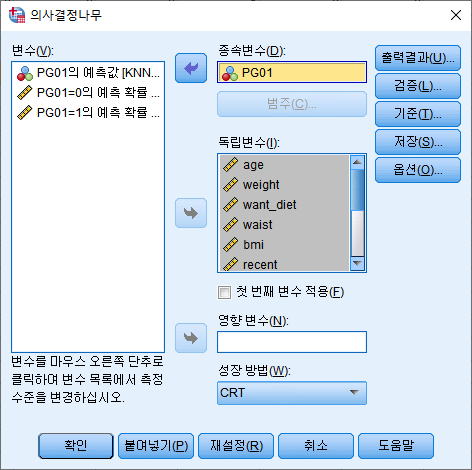 의사결정나무
변수(V):
PG01의 예측값 [KNN...
PG01=0의 예측 확률 ...
PG01=1의 예측 확률 ...
변수를 마우스 오른쪽 단추로
클릭하며 변수 목록에서 측정
수준을 변경하십시오.
종속변수(D):
PG01
범주(C)...
독립변수(I):
age
weight
want_diet
waist
bmi
recent
첫 번째 변수 적용(F)
영향 변수(N):
성장 방법(W):
CRT
출력결과(U)...
검증(L)...
기준(T)...
저장(S)...
옵션(O)...
확인
붙여넣기(P)
재설정(R)
취소
도움말